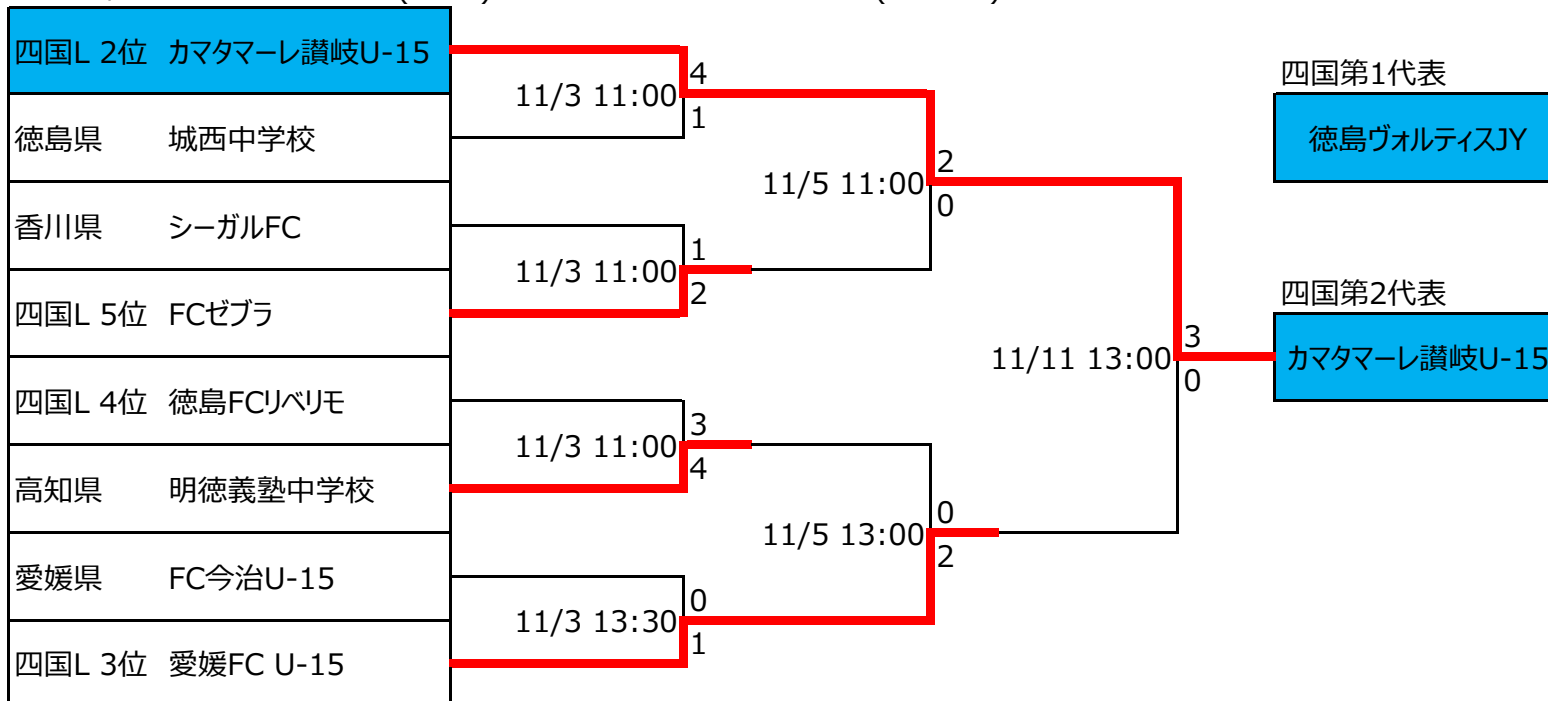 四国L 2位 カマタマーレ讃岐U-15
徳島県 城西中学校
香川県 シーガルFC
四国L 5位 FCゼブラ
四国L 4位 徳島FCリベリモ
高知県 明徳義塾中学校
愛媛県 FC今治U-15
四国L 3位 愛媛FC U-15
11/3 11:00
4
1
11/3 11:00
1
2
11/3 11:00
3
4
11/3 13:30
0
1
11/5 11:00
2
0
11/5 13:00
0
2
11/11 13:00
3
0
四国第1代表
徳島ヴォルティスJY
四国第2代表
カマタマーレ讃岐U-15